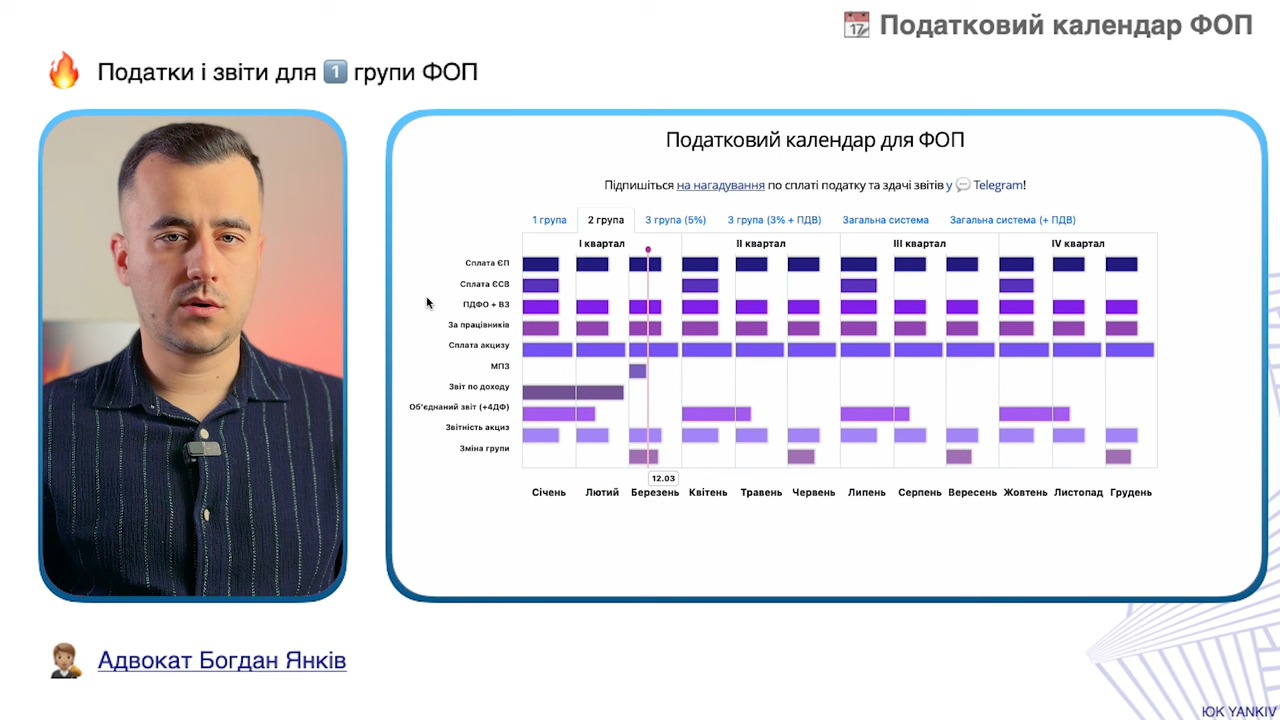 📅 Податковий календар ФОП
🔥 Податки і звіти для 1️⃣ групи ФОП
Податковий календар для ФОП
Підпишіться на нагадування по сплаті податку та здачі звітів у 💬 Telegram!
1 група 2 група 3 група (5%) 3 група (3% + ПДВ) Загальна система Загальна система (+ ПДВ)
I квартал II квартал III квартал IV квартал
Сплата ЄП
Сплата ЄСВ
ПДФО + ВЗ
За працівників
Сплата акцизу
МПЗ
Звіт по доходу
Об'єднаний звіт (+4ДФ)
Звітність акциз
Зміна групи
12.03
Січень Лютий Березень Квітень Травень Червень Липень Серпень Вересень Жовтень Листопад Грудень
Адвокат Богдан Янків
ЮК YANKIV